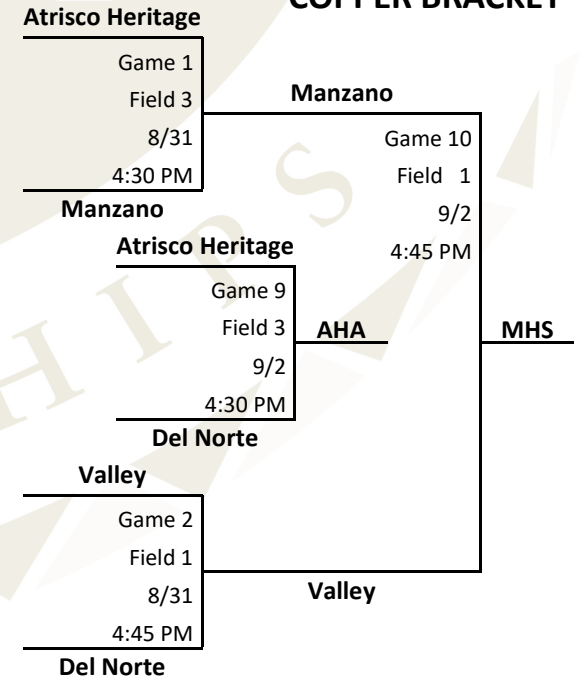 COPPER BRACKET
Atrisco Heritage
Game 1
Field 3
8/31
4:30 PM
Manzano
Manzano
Game 10
Field 1
9/2
4:45 PM
Atrisco Heritage
Game 9
Field 3
9/2
4:30 PM
Del Norte
AHA
MHS
Valley
Game 2
Field 1
8/31
4:45 PM
Del Norte
Valley
H I P S